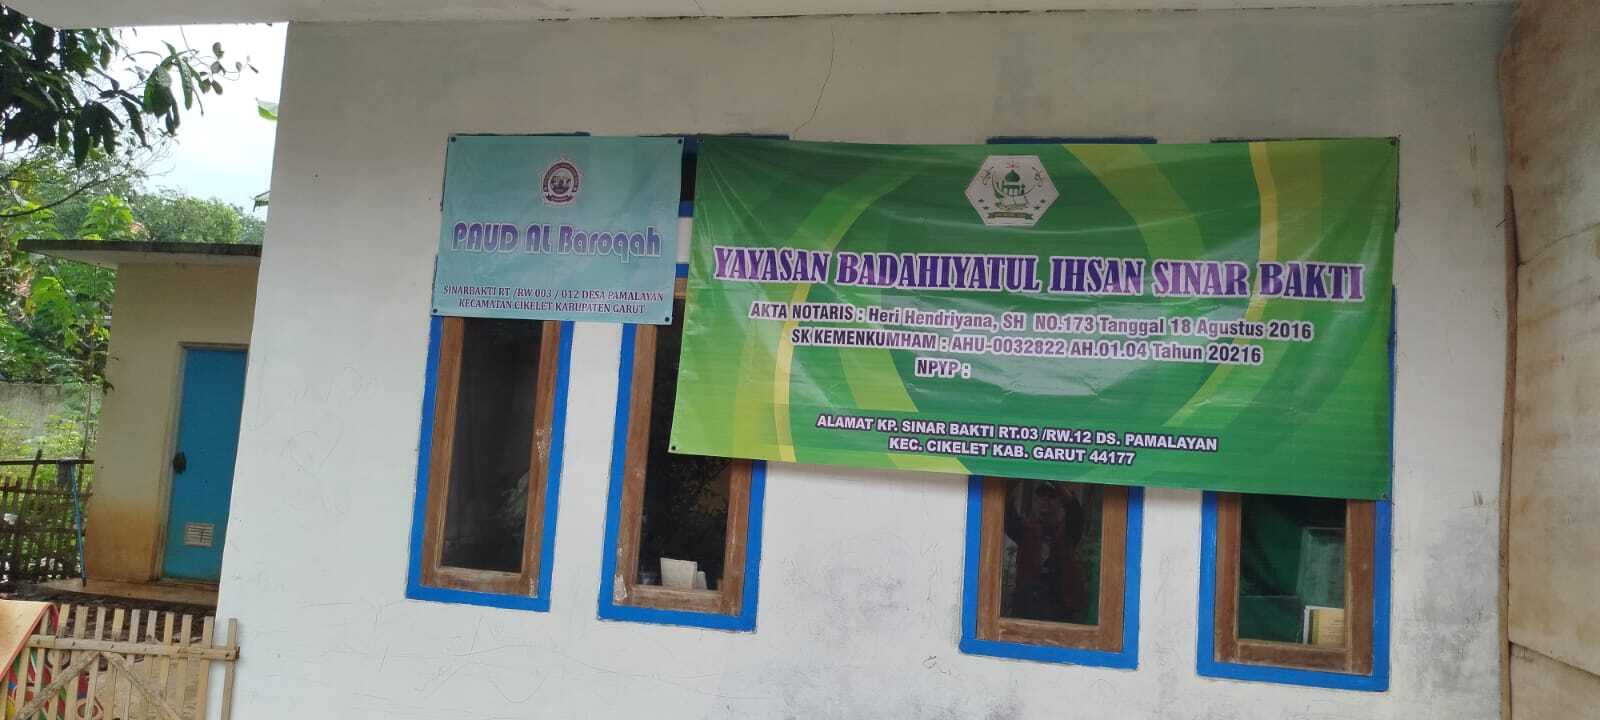 PAUD AL Baroqah
SINARBAKTI RT /RW 003 / 012 DESA PAMALAYAN
KECAMATAN CIKELET KABUPATEN GARUT
YAYASAN BADAHIYATUL IHSAN SINAR BAKTI
AKTA NOTARIS : Heri Hendriyana, SH NO.173 Tanggal 18 Agustus 2016
SK KEMENKUMHAM : AHU-0032822 AH.01.04 Tahun 20216
NPYP :
ALAMAT KP. SINAR BAKTI RT.03 /RW.12 DS. PAMALAYAN
KEC. CIKELET KAB. GARUT 44177